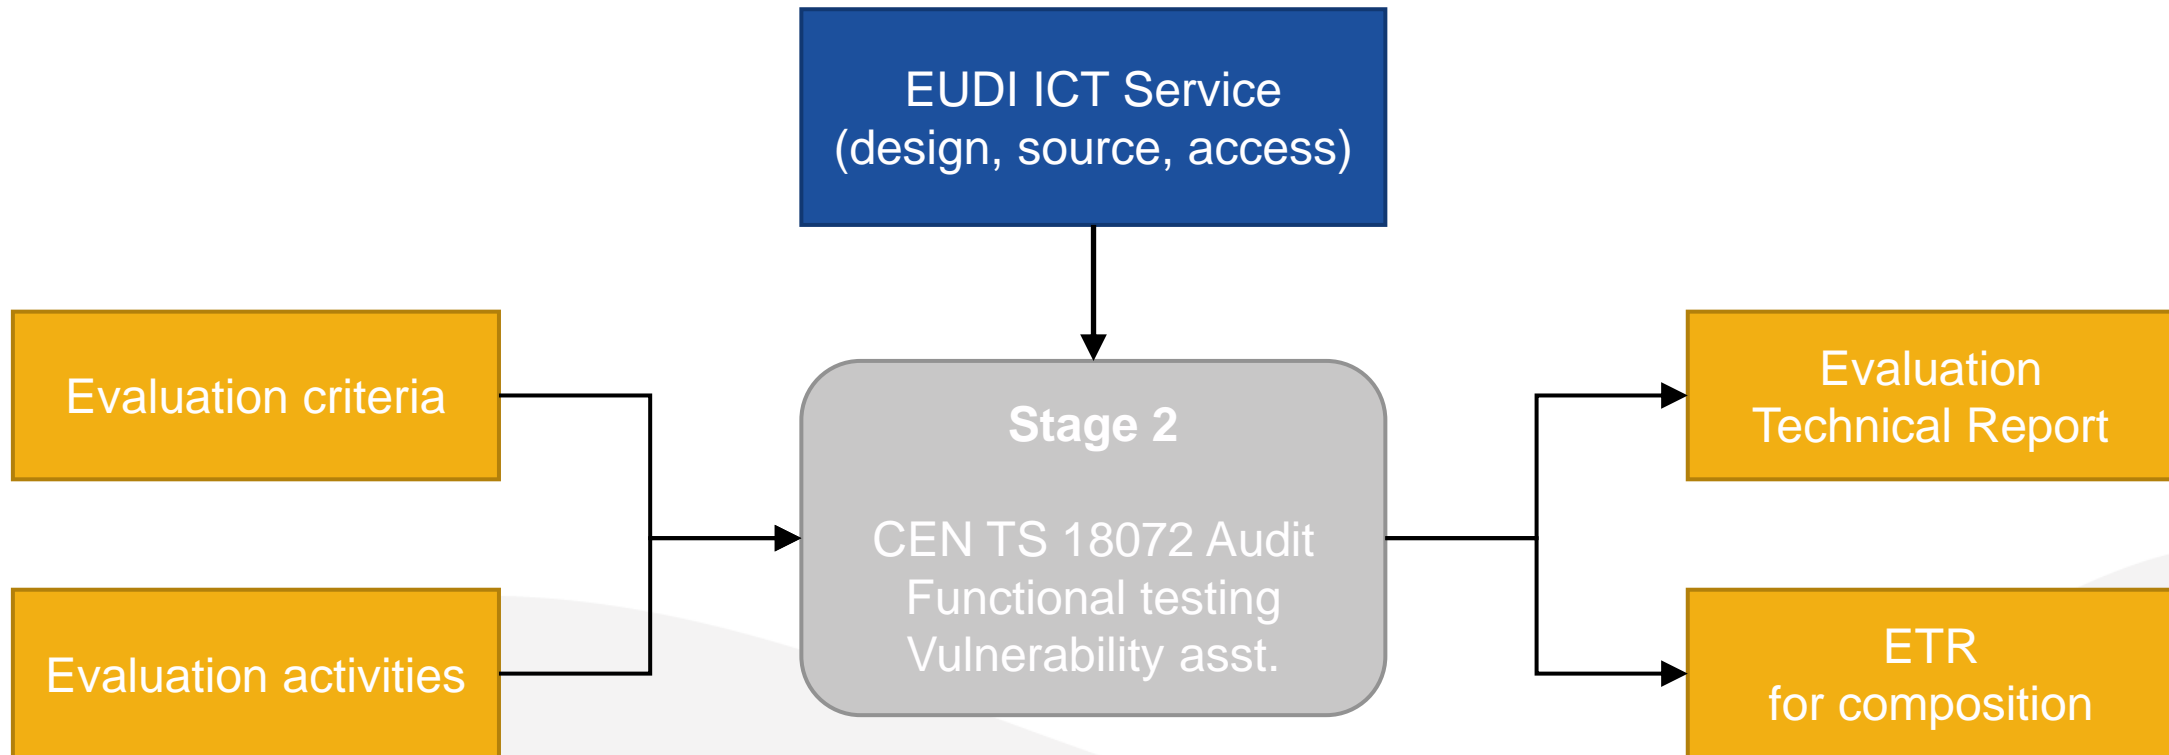 EUDI ICT Service
(design, source, access)
Evaluation criteria
Evaluation activities
Stage 2
CEN TS 18072 Audit
Functional testing
Vulnerability asst.
Evaluation
Technical Report
ETR
for composition